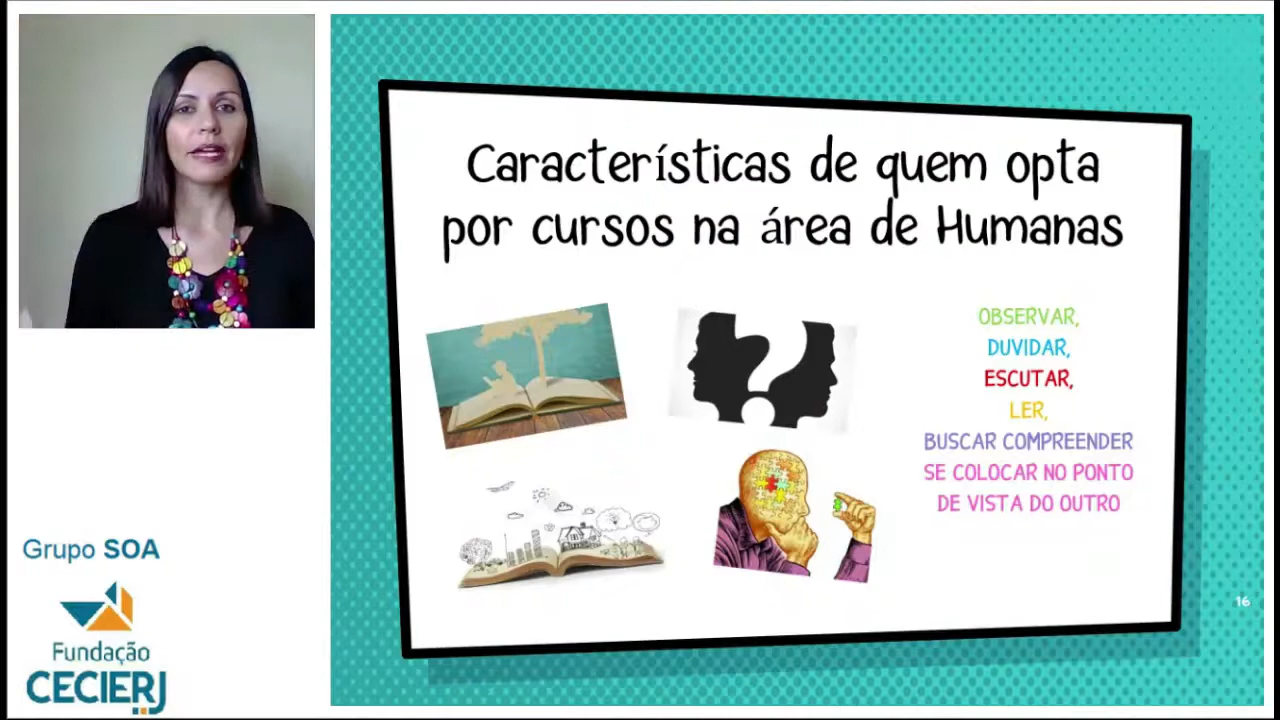 Características de quem opta
por cursos na área de Humanas
OBSERVAR,
DUVIDAR,
ESCUTAR,
LER,
BUSCAR COMPREENDER
SE COLOCAR NO PONTO
DE VISTA DO OUTRO
16
Grupo SOA
Fundação
CECIERJ